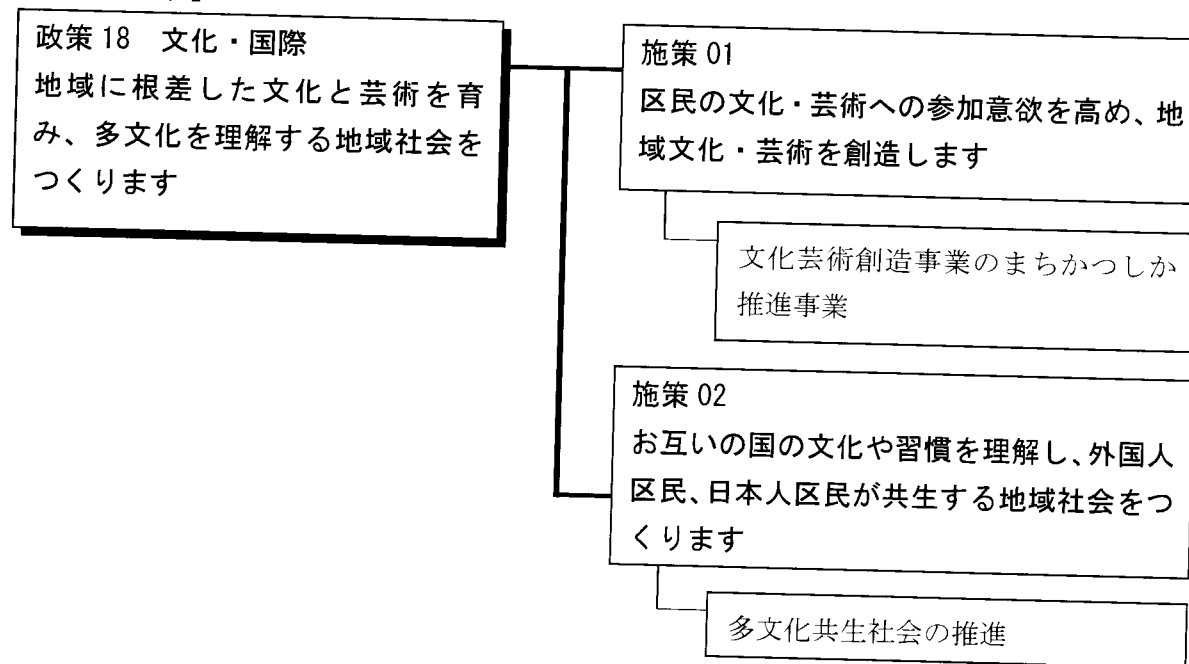 政策 18 文化・国際
地域に根差した文化と芸術を育
み、多文化を理解する地域社会を
つくります
施策 01
区民の文化・芸術への参加意欲を高め、地
域文化・芸術を創造します
文化芸術創造事業のまちかつしか
推進事業
施策 02
お互いの国の文化や習慣を理解し、外国人
区民、日本人区民が共生する地域社会をつ
くります
多文化共生社会の推進